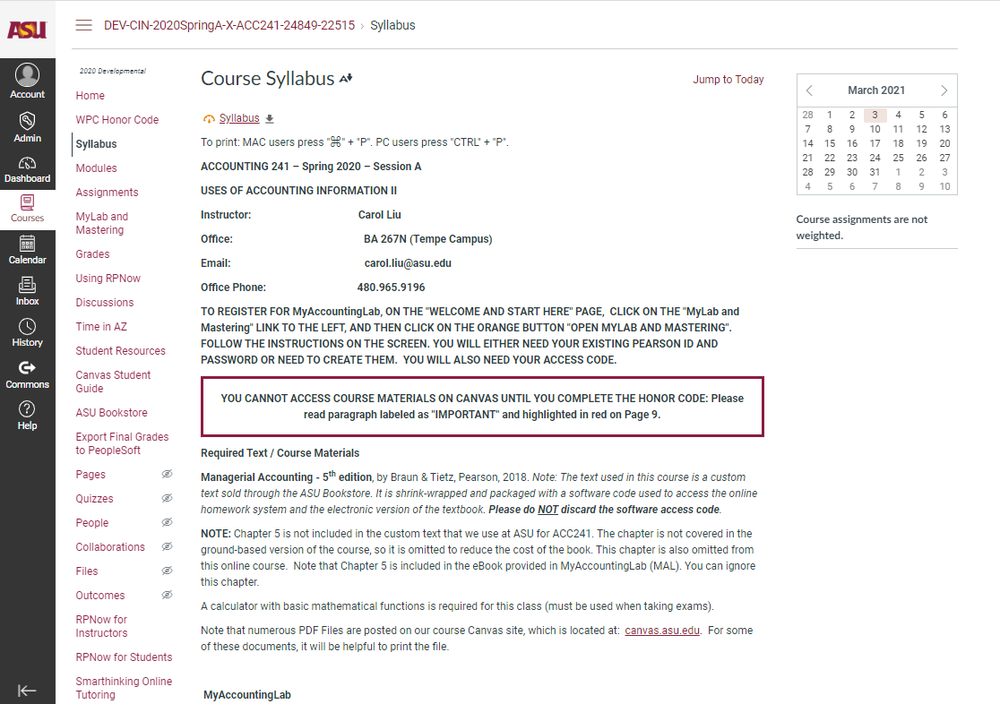 ASU
Account
Admin
Dashboard
Courses
Calendar
Inbox
History
Commons
Help
DEV-CIN-2020SpringA-X-ACC241-24849-22515 › Syllabus
2020 Developmental
Home
WPC Honor Code
Syllabus
Modules
Assignments
MyLab and
Mastering
Grades
Using RPNow
Discussions
Time in AZ
Student Resources
Canvas Student
Guide
ASU Bookstore
Export Final Grades
to PeopleSoft
Pages
Quizzes
People
Collaborations
Files
Outcomes
RPNow for
Instructors
RPNow for Students
Smarthinking Online
Tutoring
Course Syllabus
Jump to Today
Syllabus
To print: MAC users press "⌘" + "P". PC users press "CTRL" + "P".
ACCOUNTING 241 – Spring 2020 – Session A
USES OF ACCOUNTING INFORMATION II
Instructor: Carol Liu
Office: BA 267N (Tempe Campus)
Email: carol.liu@asu.edu
Office Phone: 480.965.9196
TO REGISTER FOR MyAccountingLab, ON THE "WELCOME AND START HERE" PAGE, CLICK ON THE "MyLab and
Mastering" LINK TO THE LEFT, AND THEN CLICK ON THE ORANGE BUTTON "OPEN MYLAB AND MASTERING".
FOLLOW THE INSTRUCTIONS ON THE SCREEN. YOU WILL EITHER NEED YOUR EXISTING PEARSON ID AND
PASSWORD OR NEED TO CREATE THEM. YOU WILL ALSO NEED YOUR ACCESS CODE.
YOU CANNOT ACCESS COURSE MATERIALS ON CANVAS UNTIL YOU COMPLETE THE HONOR CODE: Please
read paragraph labeled as "IMPORTANT" and highlighted in red on Page 9.
Required Text / Course Materials
Managerial Accounting - 5th edition, by Braun & Tietz, Pearson, 2018. Note: The text used in this course is a custom
text sold through the ASU Bookstore. It is shrink-wrapped and packaged with a software code used to access the online
homework system and the electronic version of the textbook. Please do NOT discard the software access code.
NOTE: Chapter 5 is not included in the custom text that we use at ASU for ACC241. The chapter is not covered in the
ground-based version of the course, so it is omitted to reduce the cost of the book. This chapter is also omitted from
this online course. Note that Chapter 5 is included in the eBook provided in MyAccountingLab (MAL). You can ignore
this chapter.
A calculator with basic mathematical functions is required for this class (must be used when taking exams).
Note that numerous PDF Files are posted on our course Canvas site, which is located at: canvas.asu.edu. For some
of these documents, it will be helpful to print the file.
MyAccountingLab
March 2021
28 1 2 3 4 5 6
7 8 9 10 11 12 13
14 15 16 17 18 19 20
21 22 23 24 25 26 27
28 29 30 31 1 2 3
4 5 6 7 8 9 10
Course assignments are not
weighted.